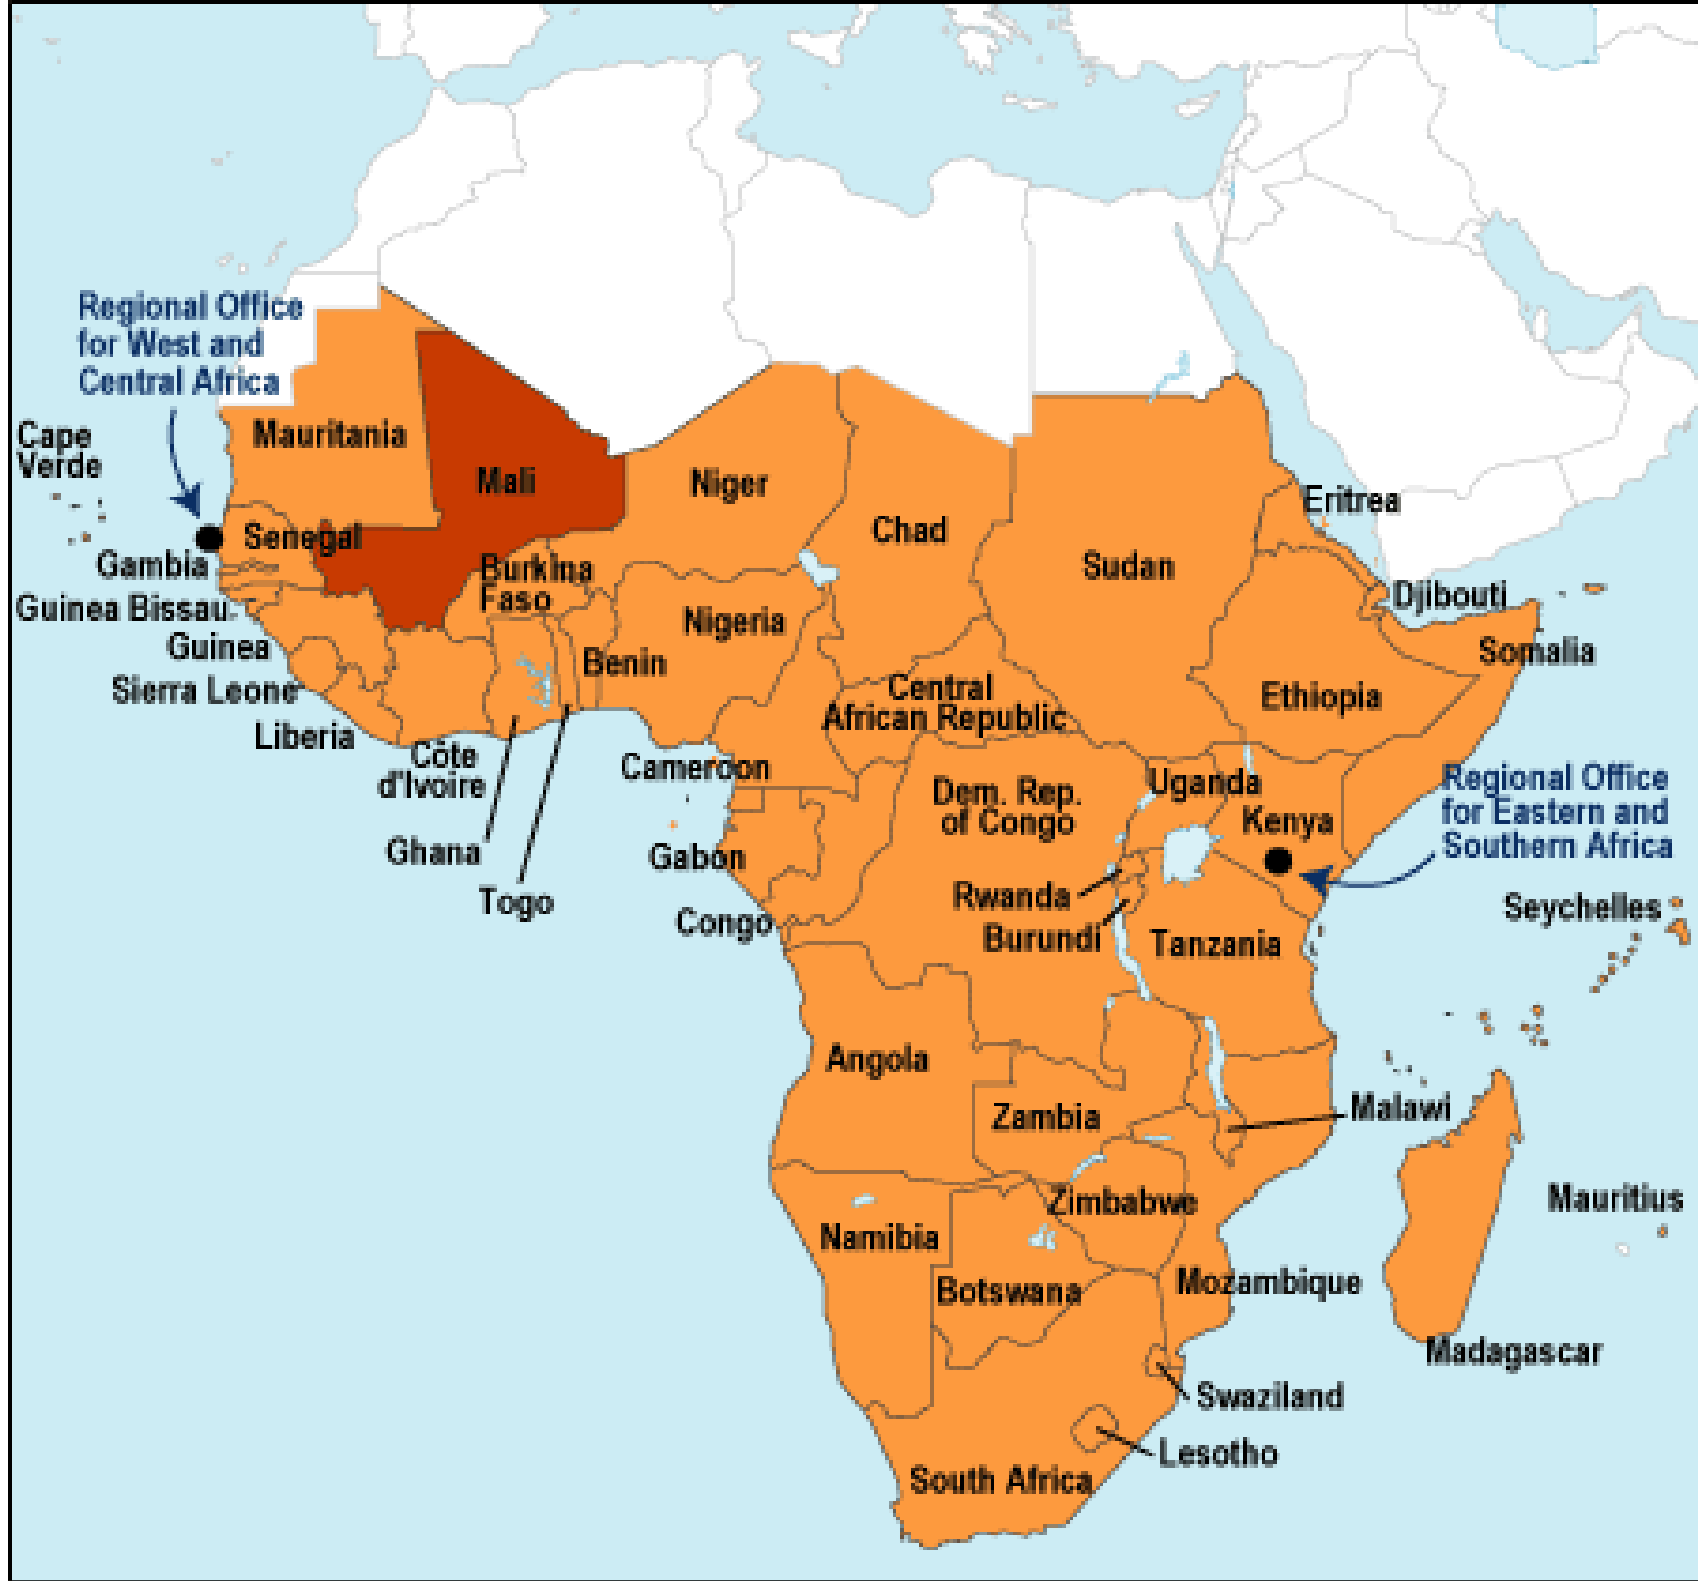 Regional Office
for West and
Central Africa
Cape
Verde
Mauritania
Mali
Niger
Chad
Sudan
Eritrea
Senegal
Gambia
Burkina
Faso
Djibouti
Guinea Bissau
Nigeria
Guinea
Benin
Somalia
Sierra Leone
Central
African Republic
Ethiopia
Liberia
Côte
d'Ivoire
Cameroon
Uganda
Dem. Rep.
of Congo
Kenya
Regional Office
for Eastern and
Southern Africa
Ghana
Gabon
Togo
Rwanda
Seychelles
Congo
Burundi
Tanzania
Angola
Zambia
Malawi
Zimbabwe
Mauritius
Namibia
Botswana
Mozambique
Madagascar
Swaziland
Lesotho
South Africa